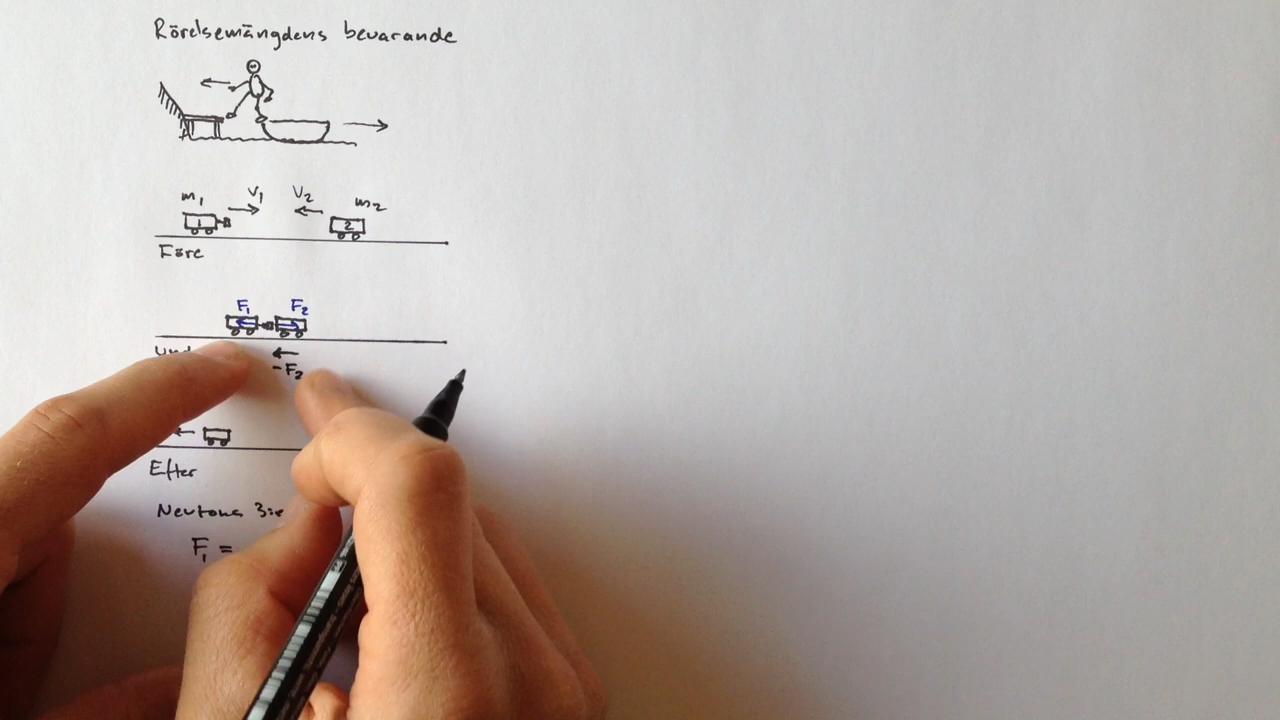 Rörelsemängdens bevarande
m₁ v₁ v₂ m₂
1 2
Före
F₁ F₂
-F₂
Efter
Newtons 3:e
F₁ =